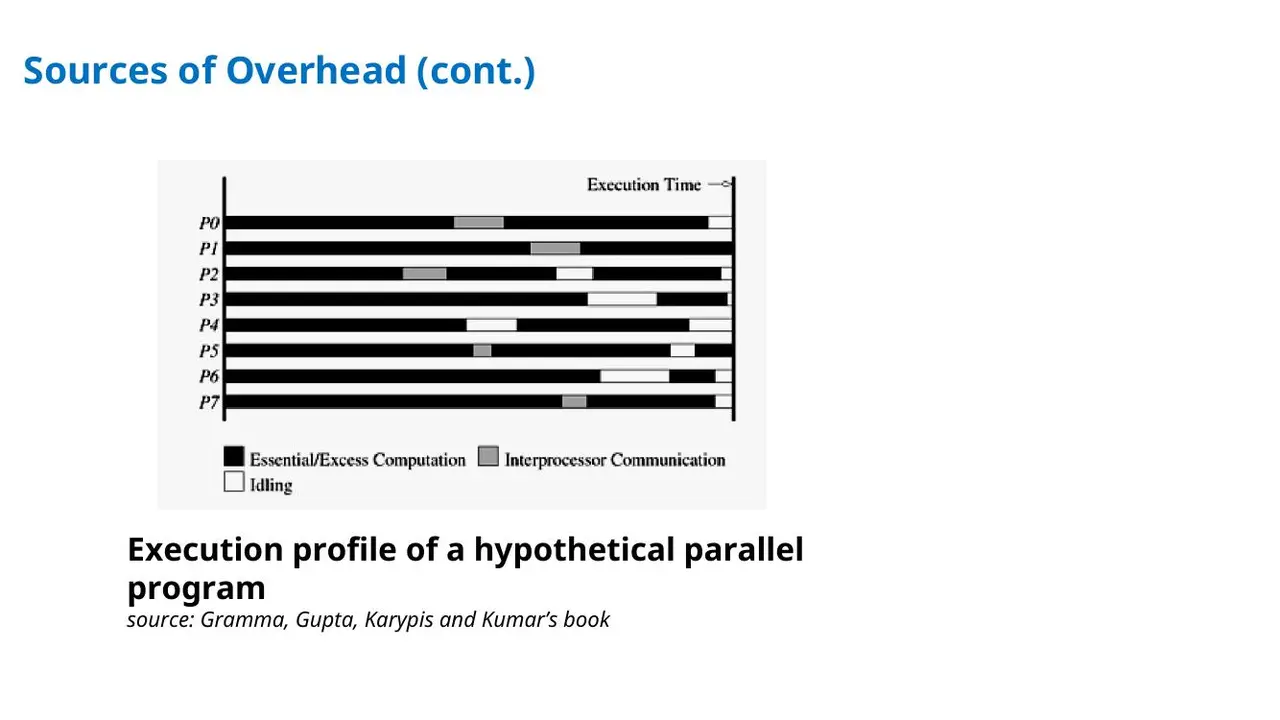 Sources of Overhead (cont.)
Execution Time
P0
P1
P2
P3
P4
P5
P6
P7
Essential/Excess Computation Interprocessor Communication
Idling
Execution profile of a hypothetical parallel
program
source: Gramma, Gupta, Karypis and Kumar’s book